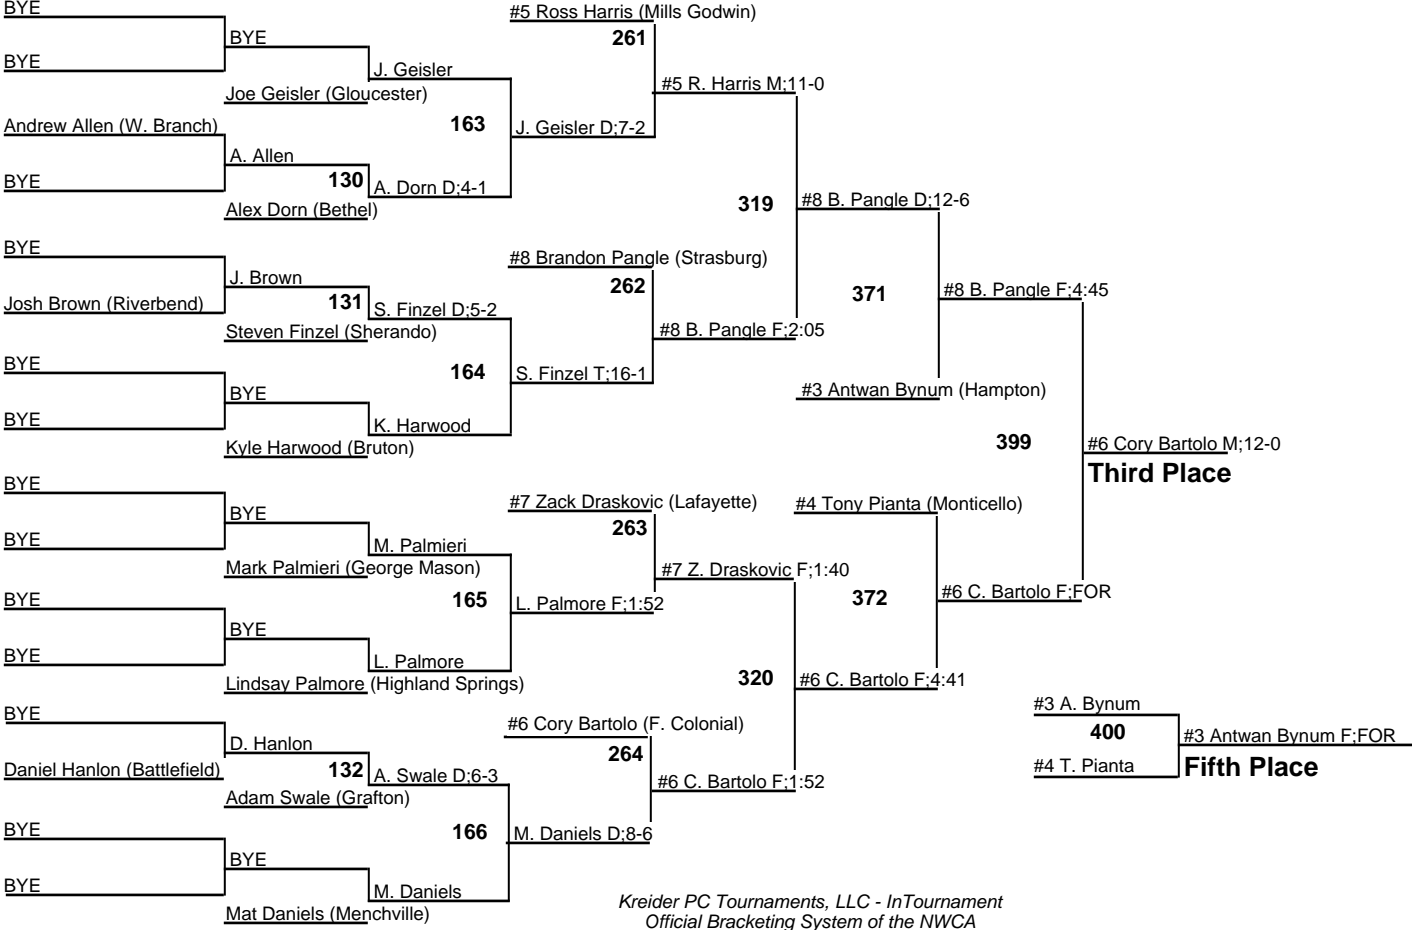 BYE
BYE
BYE
J. Geisler
Joe Geisler (Gloucester)
Andrew Allen (W. Branch)
A. Allen
BYE
130
Alex Dorn (Bethel)
A. Dorn D;4-1
163
J. Geisler D;7-2
#5 Ross Harris (Mills Godwin)
261
#5 R. Harris M;11-0
BYE
J. Brown
Josh Brown (Riverbend)
131
S. Finzel D;5-2
Steven Finzel (Sherando)
BYE
BYE
BYE
K. Harwood
Kyle Harwood (Bruton)
164
S. Finzel T;16-1
#8 Brandon Pangle (Strasburg)
262
#8 B. Pangle F;2:05
319
#8 B. Pangle D;12-6
371
#8 B. Pangle F;4:45
#3 Antwan Bynum (Hampton)
399
#6 Cory Bartolo M;12-0
Third Place
BYE
BYE
BYE
M. Palmieri
Mark Palmieri (George Mason)
165
BYE
BYE
BYE
L. Palmore
Lindsay Palmore (Highland Springs)
L. Palmore F;1:52
#7 Zack Draskovic (Lafayette)
263
#7 Z. Draskovic F;1:40
#4 Tony Pianta (Monticello)
372
#6 C. Bartolo F;FOR
320
#6 C. Bartolo F;4:41
BYE
D. Hanlon
Daniel Hanlon (Battlefield)
132
A. Swale D;6-3
Adam Swale (Grafton)
166
BYE
BYE
BYE
M. Daniels
Mat Daniels (Menchville)
M. Daniels D;8-6
#6 Cory Bartolo (F. Colonial)
264
#6 C. Bartolo F;1:52
#3 A. Bynum
400
#3 Antwan Bynum F;FOR
#4 T. Pianta
Fifth Place
Kreider PC Tournaments, LLC - InTournament
Official Bracketing System of the NWCA